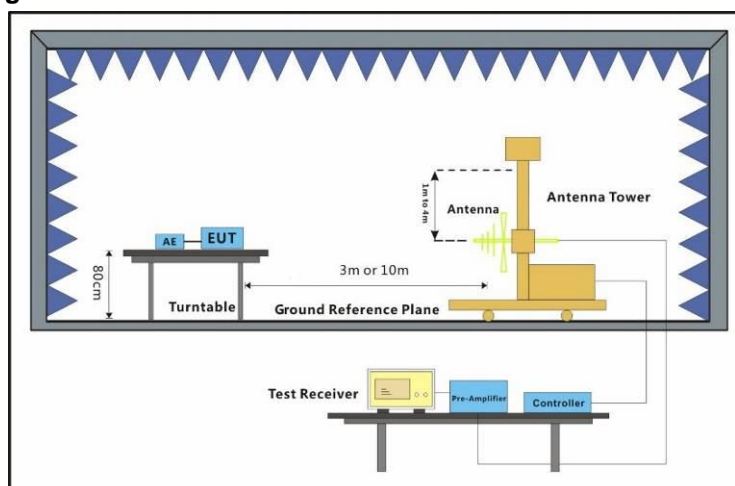 g
1m to 4m
Antenna
Antenna Tower
AE
EUT
80cm
3m or 10m
Turntable
Ground Reference Plane
Test Receiver
Pre-Amplifier
Controller